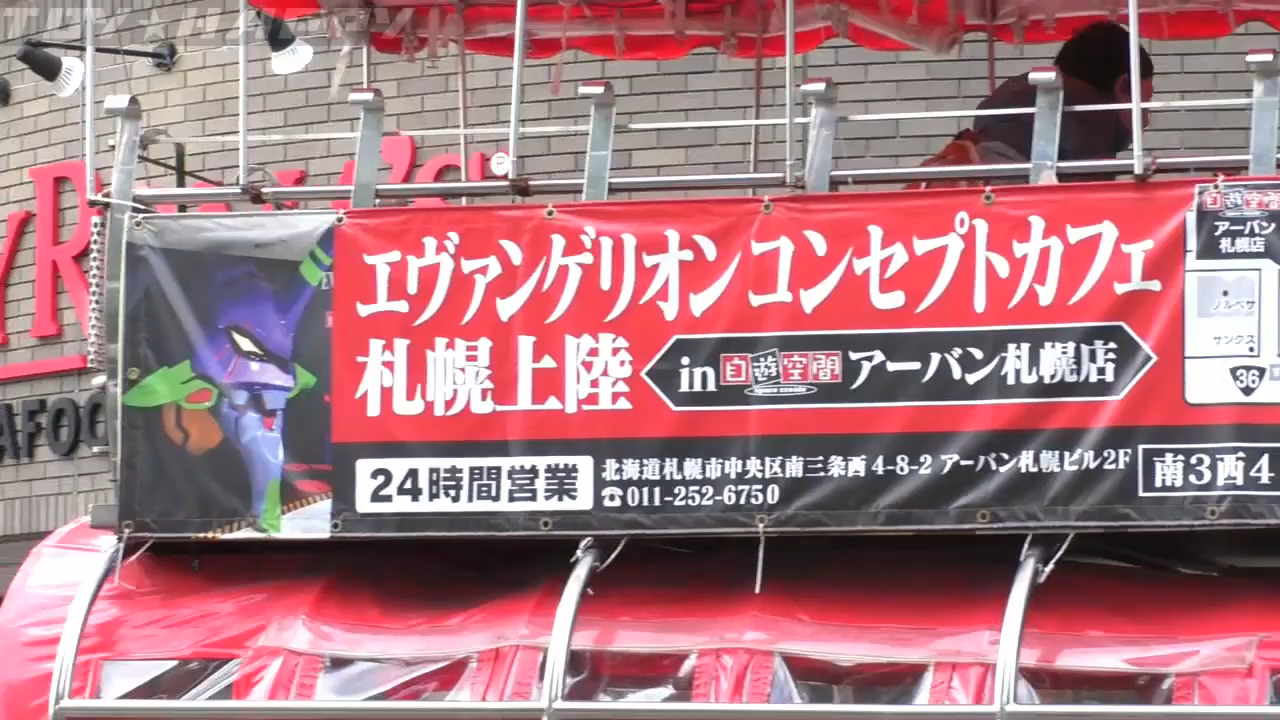 エヴァンゲリオン コンセプトカフェ
札幌上陸 in 自遊空間 アーバン札幌店
space create
24時間営業
北海道札幌市中央区南三条西 4-8-2 アーバン札幌ビル2F
☎011-252-6750
南3西4
自遊空間
アーバン
札幌店
ノルベサ
サンクス
36
®